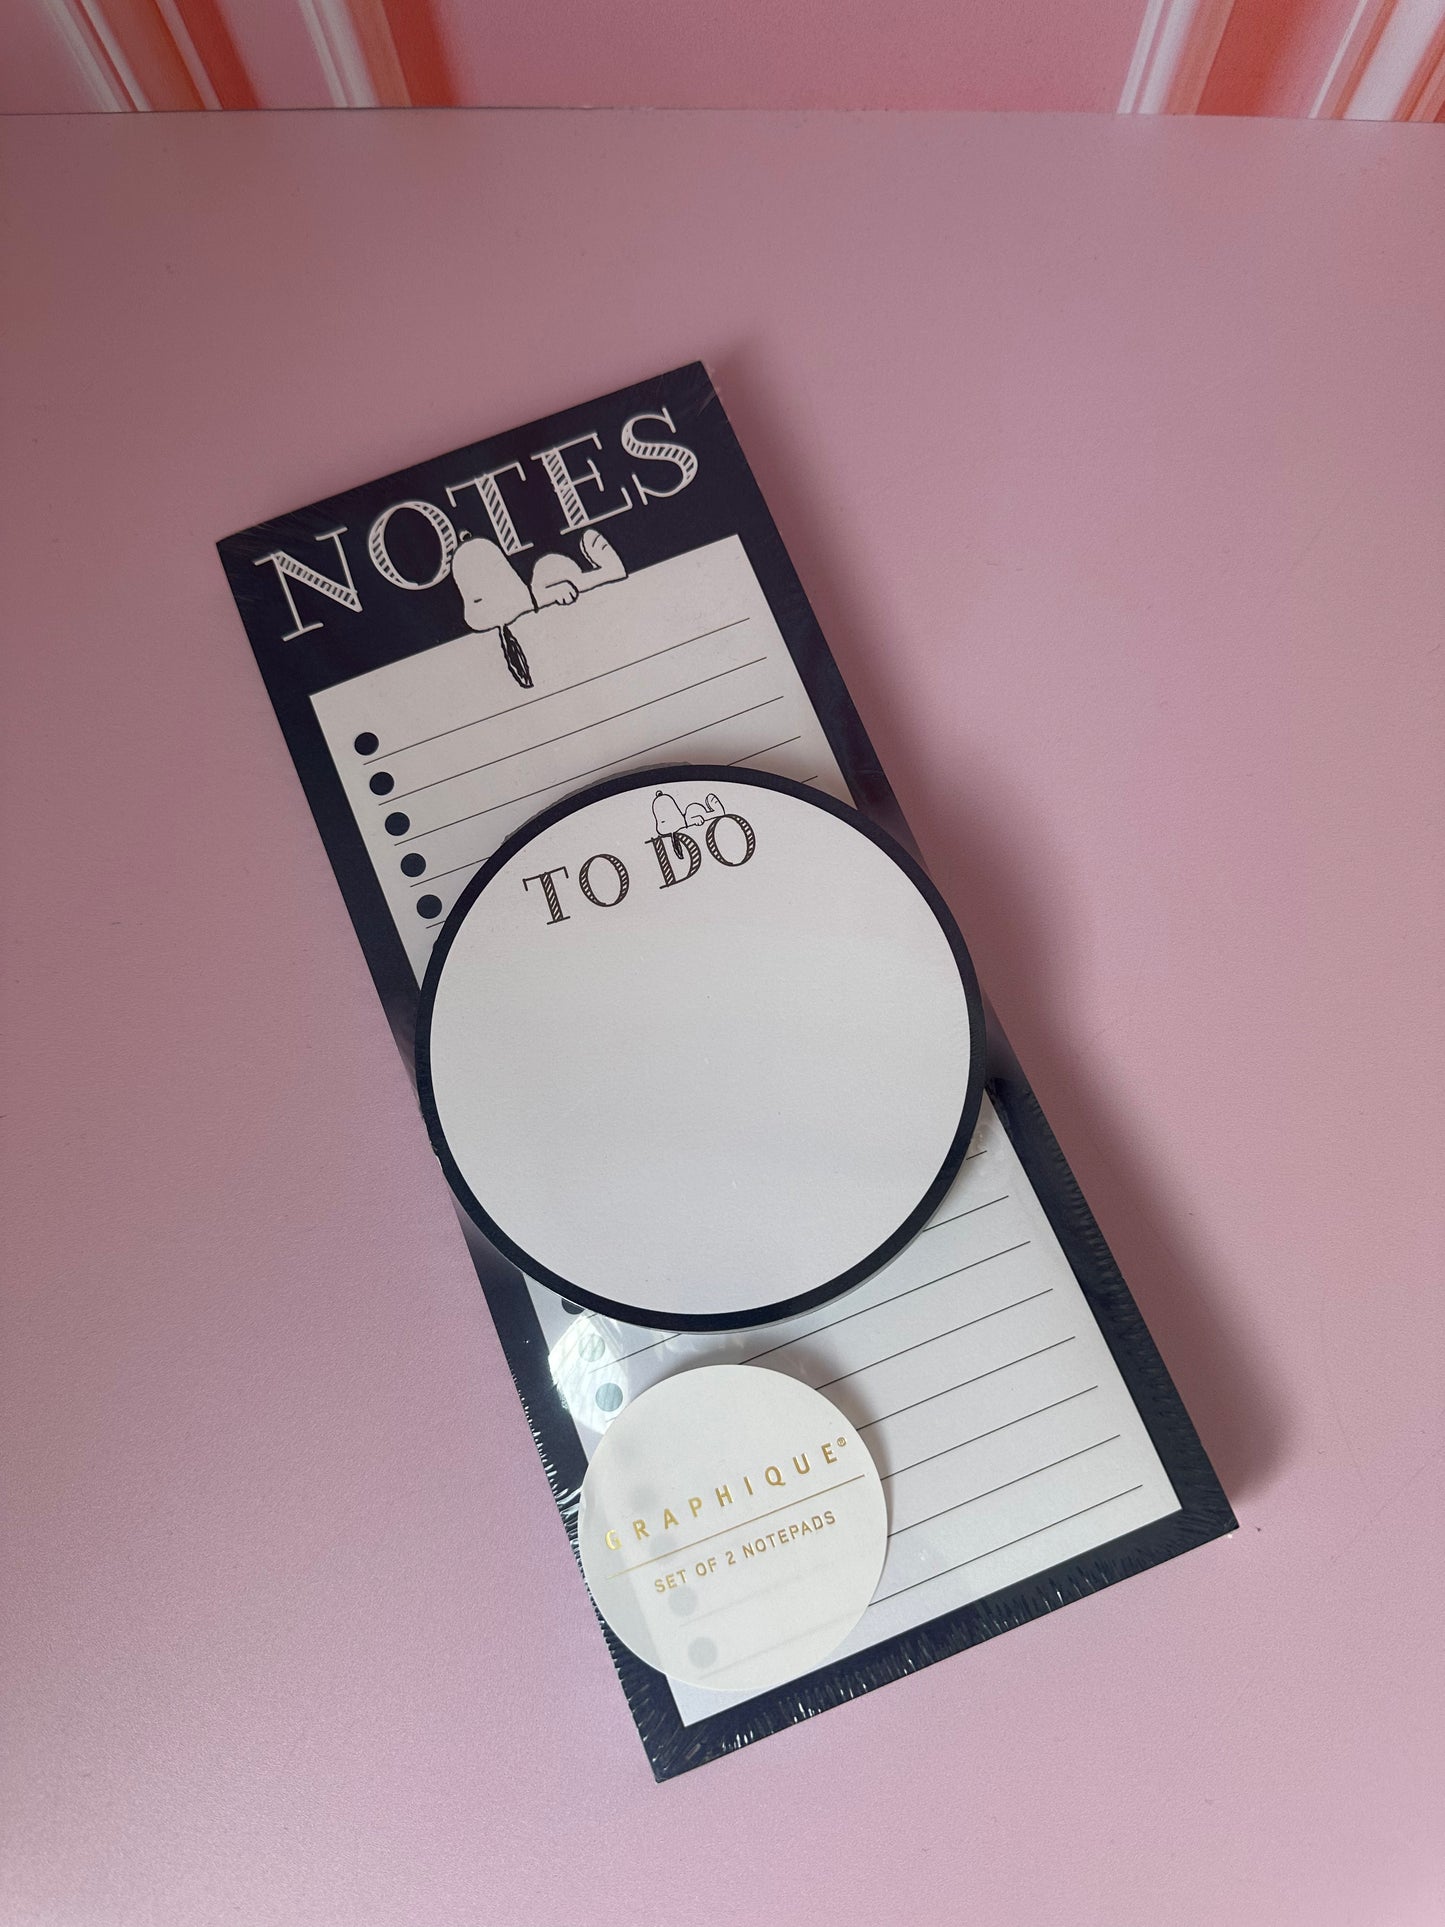 NOTES
TO DO
GRAPHIQUE®
SET OF 2 NOTEPADS